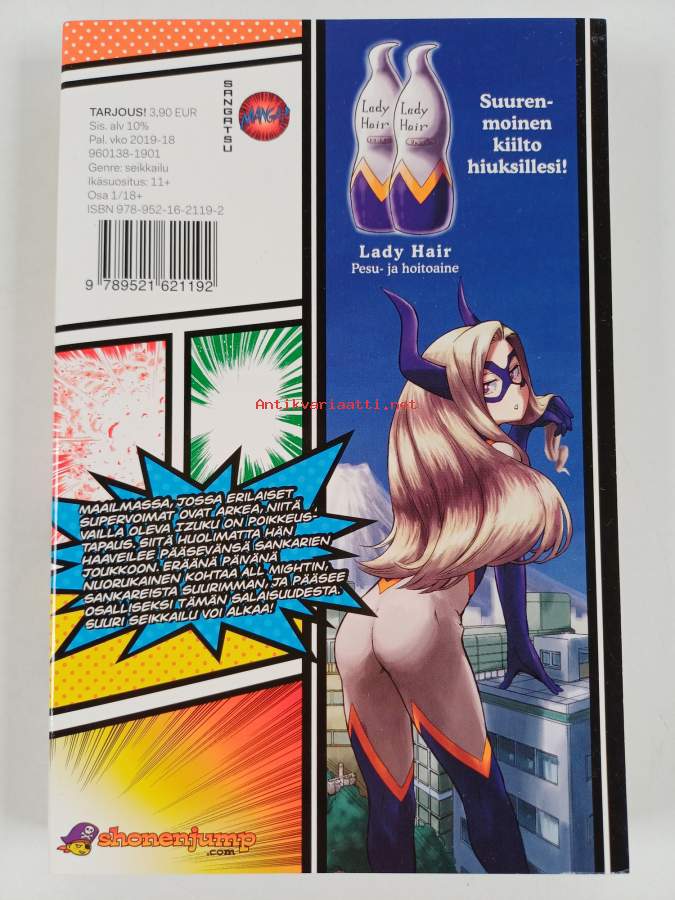 TARJOUS! 3,90 EUR
Sis. alv 10%
Pal. vko 2019-18
960138-1901
Genre: seikkailu
Ikäsuositus: 11+
Osa 1/18+
ISBN 978-952-16-2119-2
9 789521 621192
SANGATSU
MANGA!
Lady
Hair
Lady
Hair
Suuren-
moinen
kiilto
hiuksillesi!
Lady Hair
Pesu- ja hoitoaine
Antikvariaatti.net
MAAILMASSA, JOSSA ERILAISET
SUPERVOIMAT OVAT ARKEA, NIITÄ
VAILLA OLEVA IZUKU ON POIKKEUS-
TAPAUS. SIITÄ HUOLIMATTA HÄN
HAAVEILEE PÄÄSEVÄNSÄ SANKARIEN
JOUKKOON. ERÄÄNÄ PÄIVÄNÄ
NUORUKAINEN KOHTAA ALL MIGHTIN,
SANKAREISTA SUURIMMAN, JA PÄÄSEE
OSALLISEKSI TÄMÄN SALAISUUDESTA.
SUURI SEIKKAILU VOI ALKAA!
shonenjump
.com